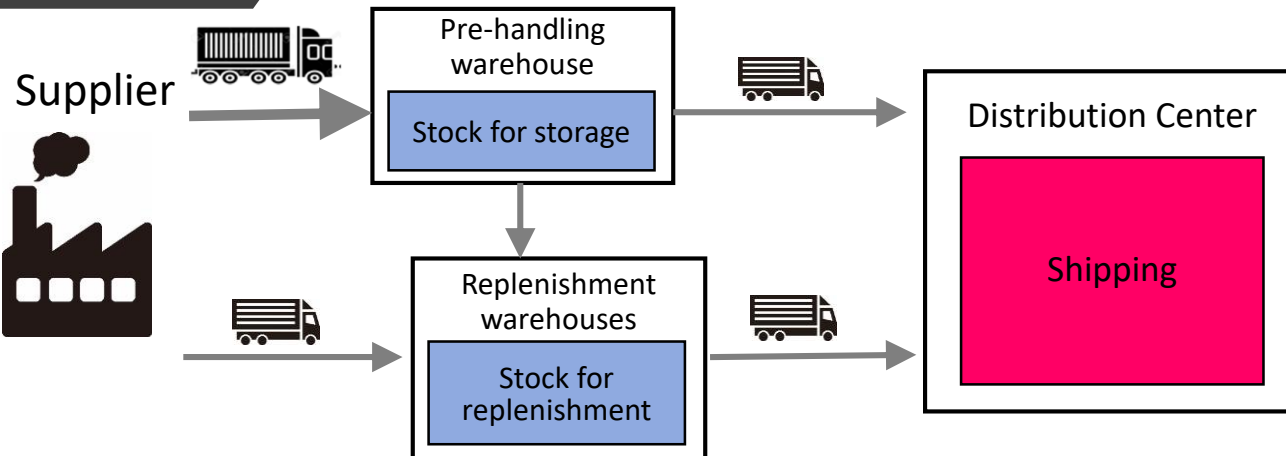 Supplier
Pre-handling
warehouse
Stock for storage
Distribution Center
Shipping
Replenishment
warehouses
Stock for
replenishment